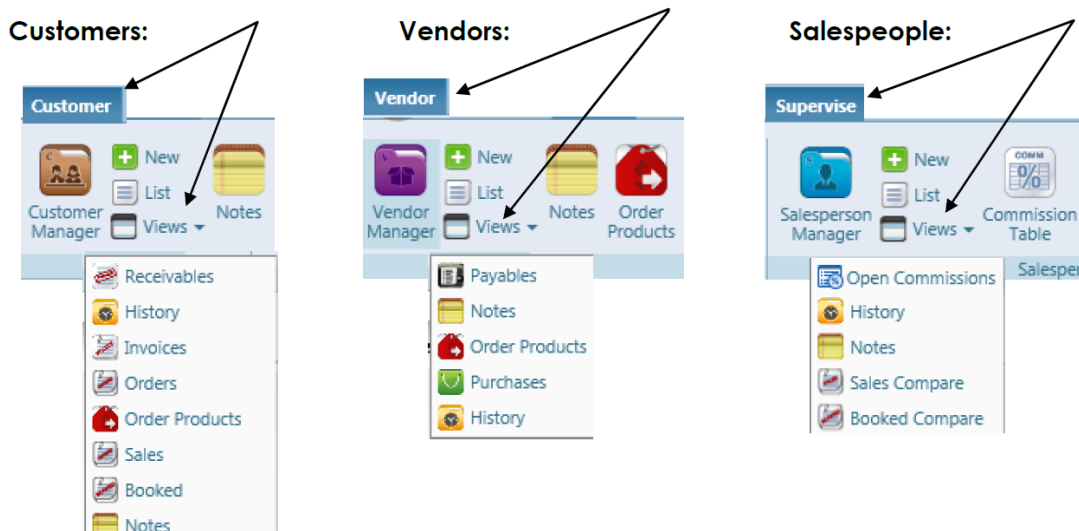 Customers:
Customer
Customer
Manager
New
List
Views
Notes
Receivables
History
Invoices
Orders
Order Products
Sales
Booked
Notes
Vendors:
Vendor
Vendor
Manager
New
List
Views
Notes
Order
Products
Payables
Notes
Order Products
Purchases
History
Salespeople:
Supervise
Salesperson
Manager
New
List
Views
COMM
%
Commission
Table
Salesper
Open Commissions
History
Notes
Sales Compare
Booked Compare